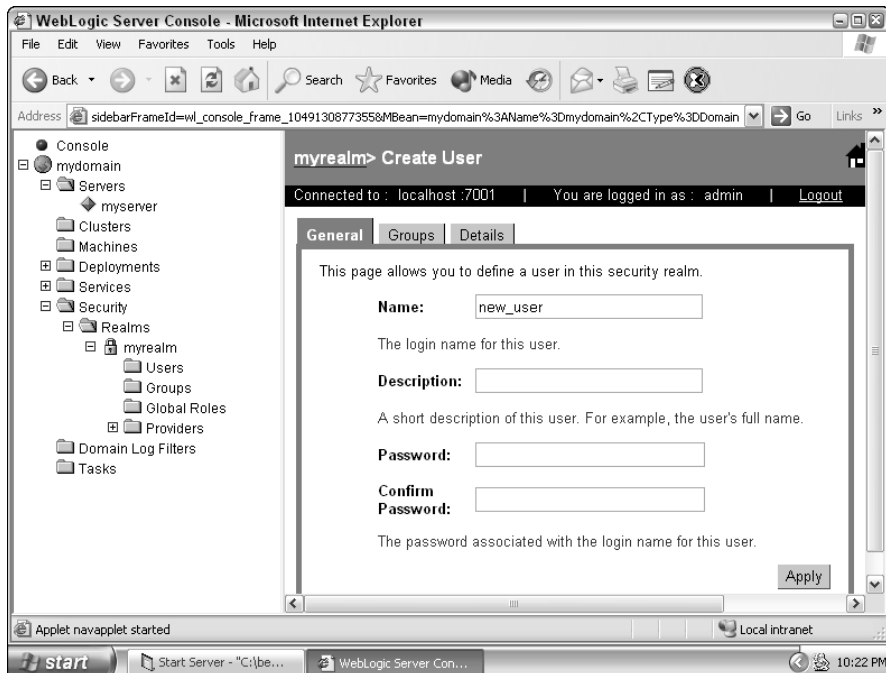 WebLogic Server Console - Microsoft Internet Explorer
File Edit View Favorites Tools Help
Back Search Favorites Media
Address sidebarFrameId=wl_console_frame_1049130877355&MBean=mydomain%3AName%3Dmydomain%2CType%3DDomain Go Links »
Console
mydomain
Servers
myserver
Clusters
Machines
Deployments
Services
Security
Realms
myrealm
Users
Groups
Global Roles
Providers
Domain Log Filters
Tasks
myrealm> Create User
Connected to : localhost :7001 | You are logged in as : admin | Logout
General Groups Details
This page allows you to define a user in this security realm.
Name: new_user
The login name for this user.
Description:
A short description of this user. For example, the user's full name.
Password:
Confirm
Password:
The password associated with the login name for this user.
Apply
Applet navapplet started Local intranet
start Start Server - "C:\be... WebLogic Server Con... 10:22 PM